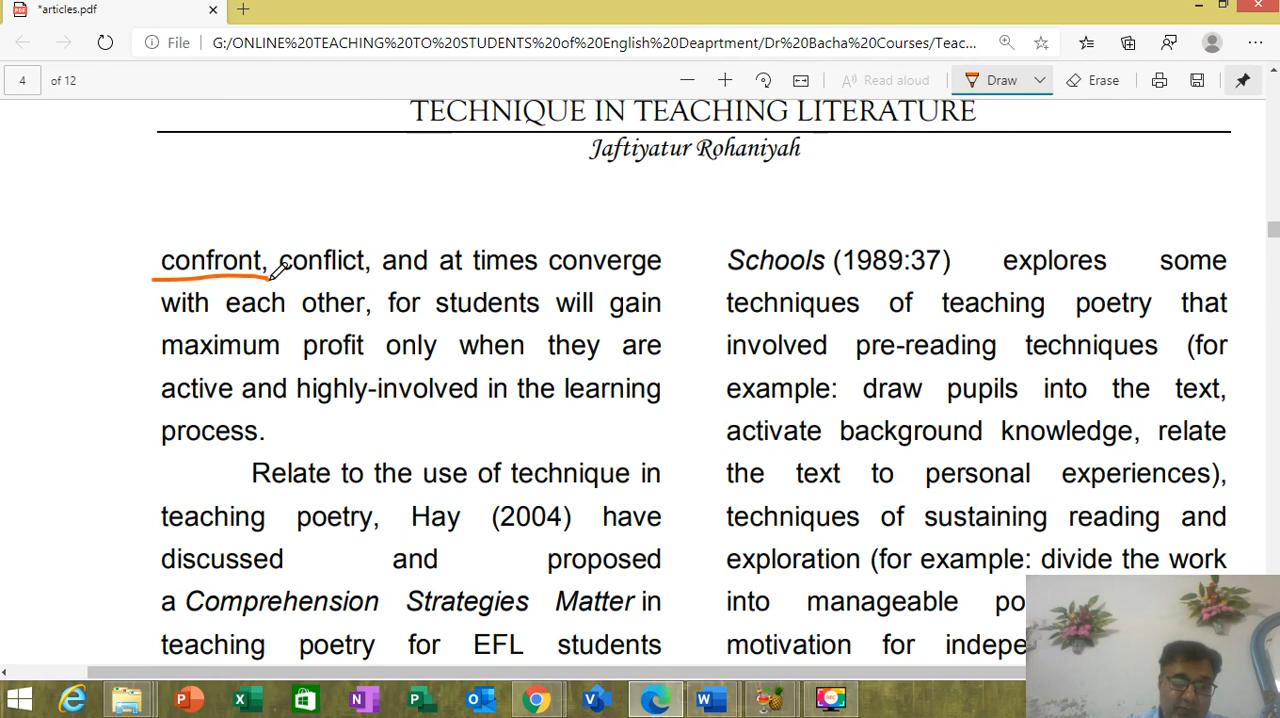 *articles.pdf
File
G:/ONLINE%20TEACHING%20TO%20STUDENTS%20of%20English%20Deaprtment/Dr%20Bacha%20Courses/Teac...
4 of 12
Read aloud
Draw
Erase
TECHNIQUE IN TEACHING LITERATURE
Jaftiyatur Rohaniyah
confront, conflict, and at times converge
with each other, for students will gain
maximum profit only when they are
active and highly-involved in the learning
process.
Relate to the use of technique in
teaching poetry, Hay (2004) have
discussed and proposed
a Comprehension Strategies Matter in
teaching poetry for EFL students
Schools (1989:37) explores some
techniques of teaching poetry that
involved pre-reading techniques (for
example: draw pupils into the text,
activate background knowledge, relate
the text to personal experiences),
techniques of sustaining reading and
exploration (for example: divide the work
into manageable
motivation for